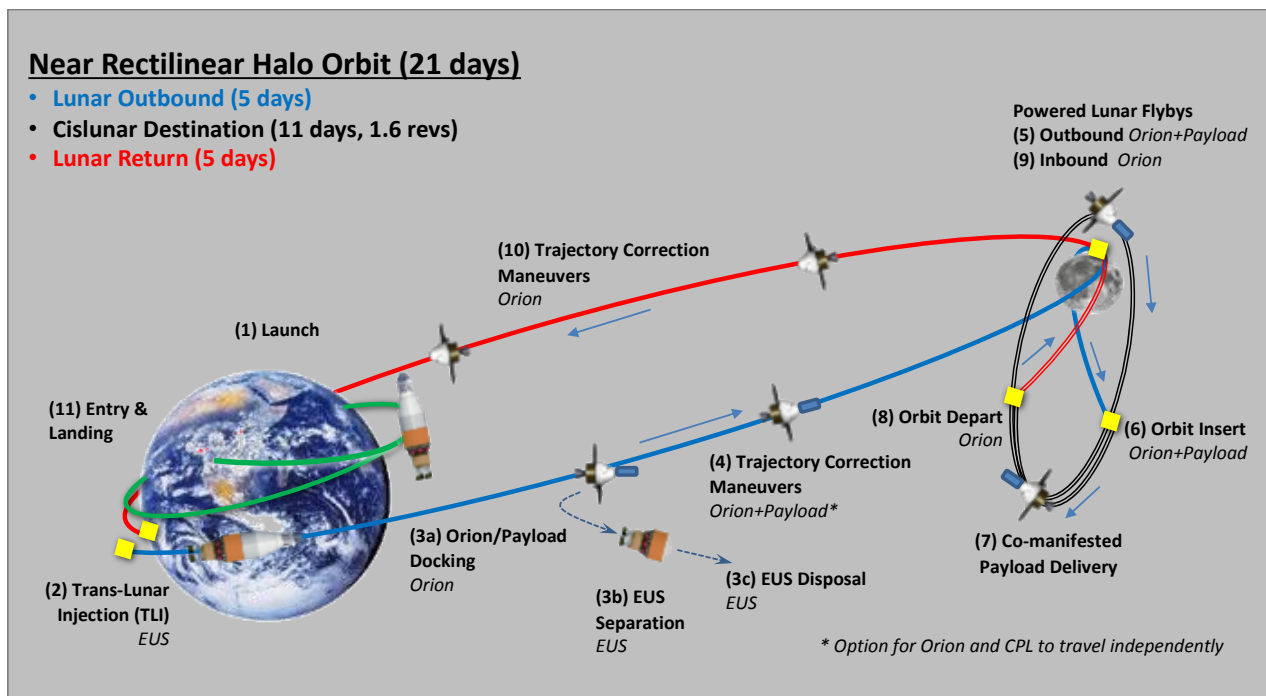 Near Rectilinear Halo Orbit (21 days)
• Lunar Outbound (5 days)
• Cislunar Destination (11 days, 1.6 revs)
• Lunar Return (5 days)
Powered Lunar Flybys
(5) Outbound Orion+Payload
(9) Inbound Orion
(10) Trajectory Correction
Maneuvers
Orion
(1) Launch
(11) Entry &
Landing
(8) Orbit Depart
Orion
(6) Orbit Insert
Orion+Payload
(4) Trajectory Correction
Maneuvers
Orion+Payload*
(3a) Orion/Payload
Docking
Orion
(7) Co-manifested
Payload Delivery
(2) Trans-Lunar
Injection (TLI)
EUS
(3c) EUS Disposal
EUS
(3b) EUS
Separation
EUS
* Option for Orion and CPL to travel independently